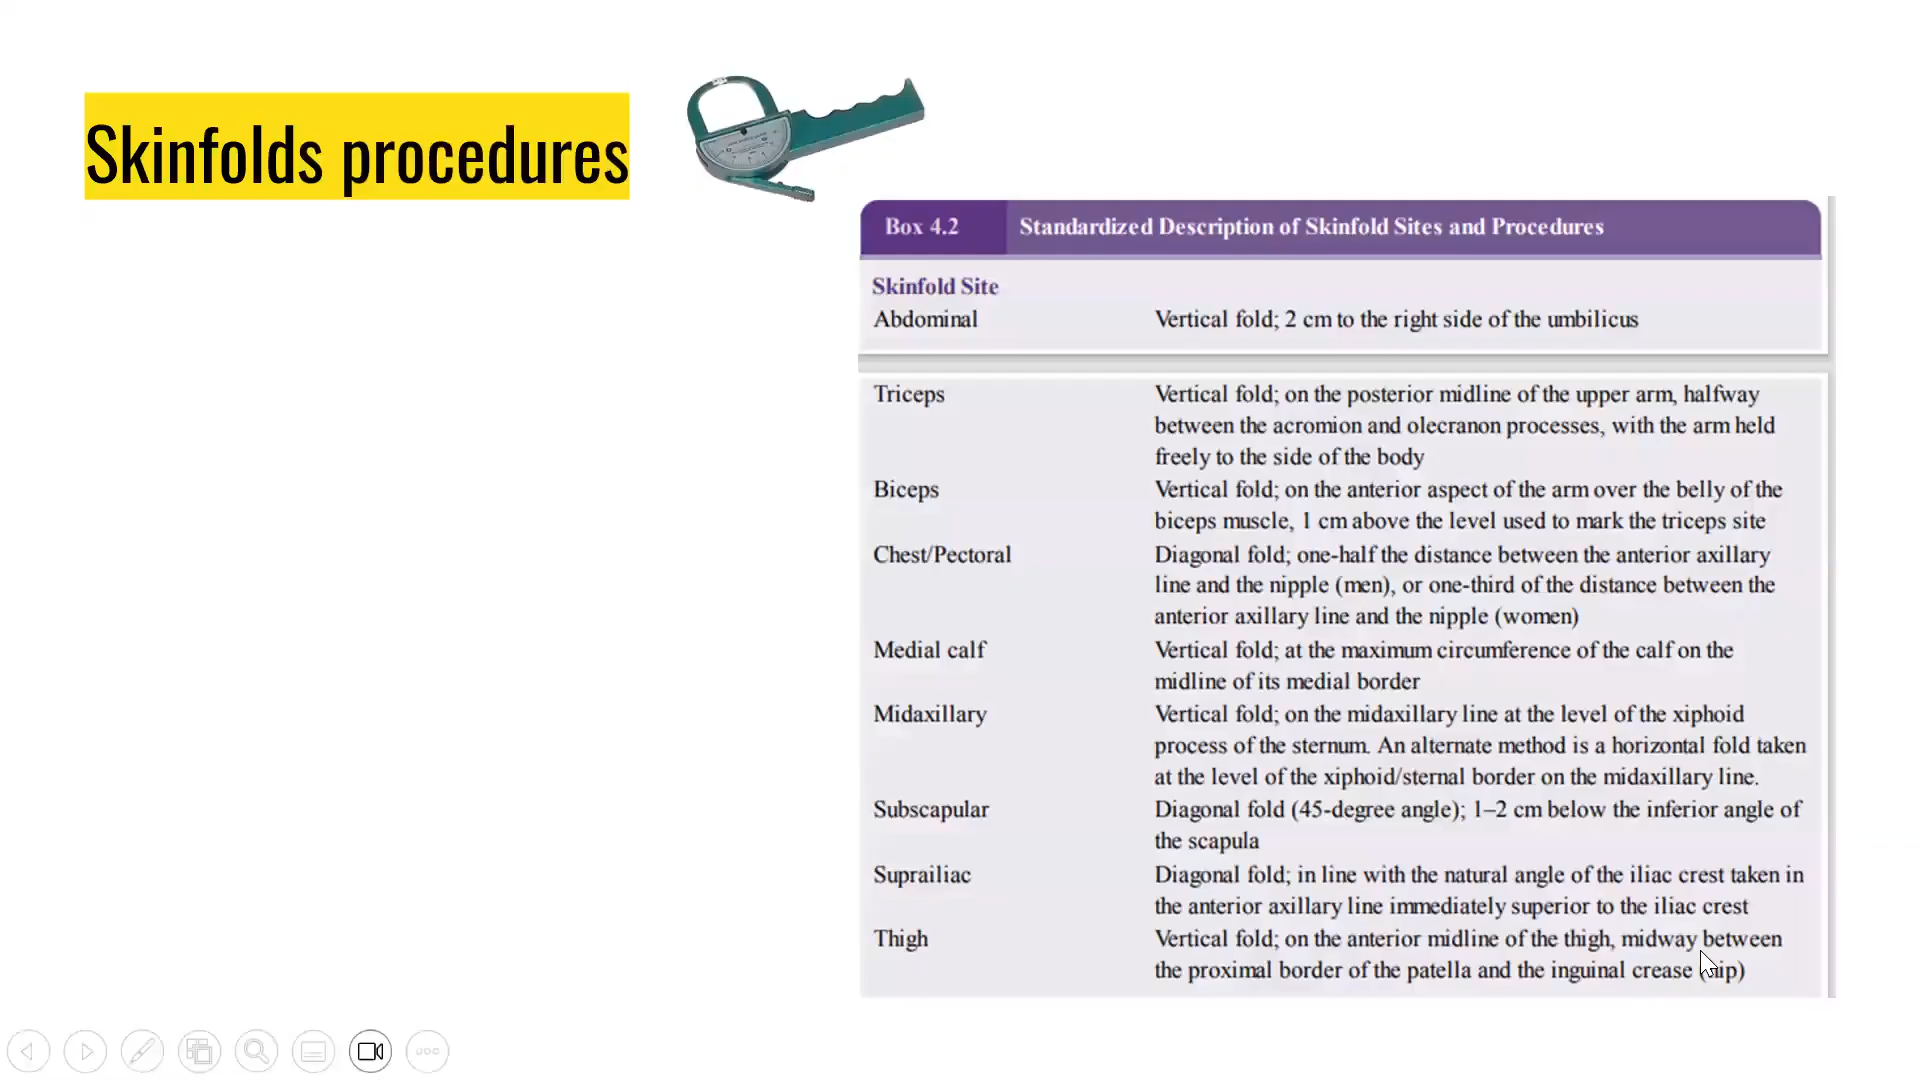 Skinfolds procedures
Box 4.2 Standardized Description of Skinfold Sites and Procedures
Skinfold Site
Abdominal Vertical fold; 2 cm to the right side of the umbilicus
Triceps Vertical fold; on the posterior midline of the upper arm, halfway
between the acromion and olecranon processes, with the arm held
freely to the side of the body
Biceps Vertical fold; on the anterior aspect of the arm over the belly of the
biceps muscle, 1 cm above the level used to mark the triceps site
Chest/Pectoral Diagonal fold; one-half the distance between the anterior axillary
line and the nipple (men), or one-third of the distance between the
anterior axillary line and the nipple (women)
Medial calf Vertical fold; at the maximum circumference of the calf on the
midline of its medial border
Midaxillary Vertical fold; on the midaxillary line at the level of the xiphoid
process of the sternum. An alternate method is a horizontal fold taken
at the level of the xiphoid/sternal border on the midaxillary line.
Subscapular Diagonal fold (45-degree angle); 1–2 cm below the inferior angle of
the scapula
Suprailiac Diagonal fold; in line with the natural angle of the iliac crest taken in
the anterior axillary line immediately superior to the iliac crest
Thigh Vertical fold; on the anterior midline of the thigh, midway between
the proximal border of the patella and the inguinal crease (hip)